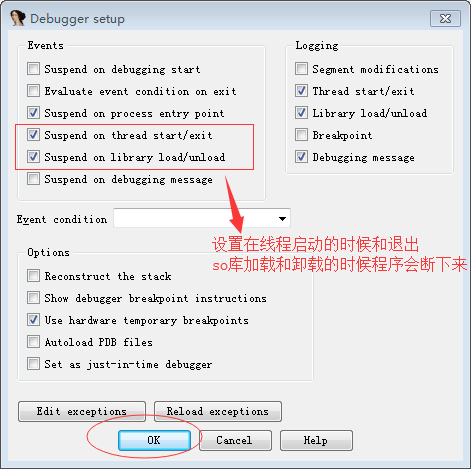 Debugger setup
Events
Suspend on debugging start
Evaluate event condition on exit
Suspend on process entry point
Suspend on thread start/exit
Suspend on library load/unload
Suspend on debugging message
Logging
Segment modifications
Thread start/exit
Library load/unload
Breakpoint
Debugging message
Event condition
设置在线程启动的时候和退出
so库加载和卸载的时候程序会断下来
Options
Reconstruct the stack
Show debugger breakpoint instructions
Use hardware temporary breakpoints
Autoload PDB files
Set as just-in-time debugger
Edit exceptions
Reload exceptions
OK
Cancel
Help